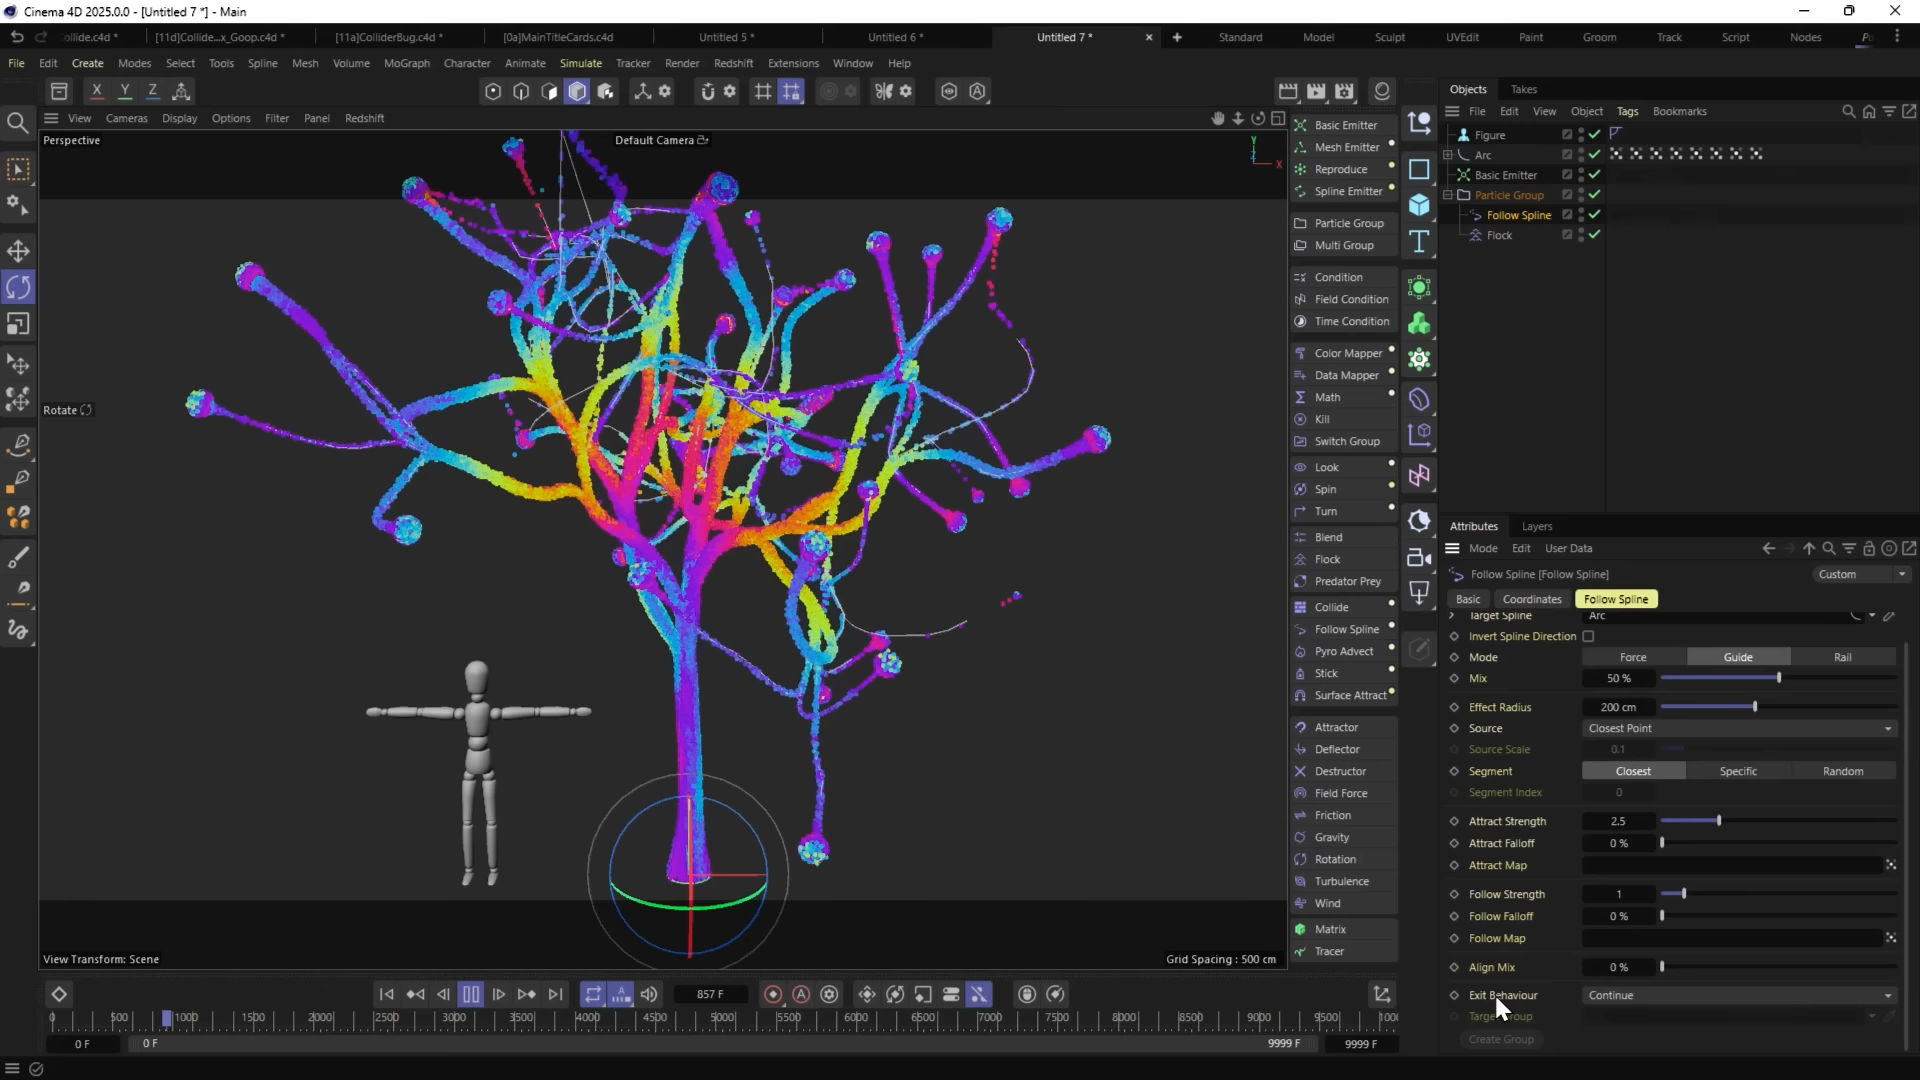 Cinema 4D 2025.0.0 - [Untitled 7 *] - Main
ollide.c4d * [11d]Collide...x_Goop.c4d * [11a]ColliderBug.c4d * [0a]MainTitleCards.c4d Untitled 5 * Untitled 6 * Untitled 7 * Standard Model Sculpt UVEdit Paint Groom Track Script Nodes
File Edit Create Modes Select Tools Spline Mesh Volume MoGraph Character Animate Simulate Tracker Render Redshift Extensions Window Help
X Y Z
View Cameras Display Options Filter Panel Redshift
Perspective
Default Camera
Y
Z
X
Rotate
View Transform: Scene
Grid Spacing : 500 cm
Basic Emitter
Mesh Emitter
Reproduce
Spline Emitter
Particle Group
Multi Group
Condition
Field Condition
Time Condition
Color Mapper
Data Mapper
Math
Kill
Switch Group
Look
Spin
Turn
Blend
Flock
Predator Prey
Collide
Follow Spline
Pyro Advect
Stick
Surface Attract
Attractor
Deflector
Destructor
Field Force
Friction
Gravity
Rotation
Turbulence
Wind
Matrix
Tracer
Objects Takes
File Edit View Object Tags Bookmarks
Figure
Arc
Basic Emitter
Particle Group
Follow Spline
Flock
Attributes Layers
Mode Edit User Data
Follow Spline [Follow Spline] Custom
Basic Coordinates Follow Spline
Target Spline Arc
Invert Spline Direction
Mode Force Guide Rail
Mix 50 %
Effect Radius 200 cm
Source Closest Point
Source Scale 0.1
Segment Closest Specific Random
Segment Index 0
Attract Strength 2.5
Attract Falloff 0 %
Attract Map
Follow Strength 1
Follow Falloff 0 %
Follow Map
Align Mix 0 %
Exit Behaviour Continue
Create Group
857 F
0 500 1000 1500 2000 2500 3000 3500 4000 4500 5000 5500 6000 6500 7000 7500 8000 8500 9000 9500 1000
0 F 0 F 9999 F 9999 F